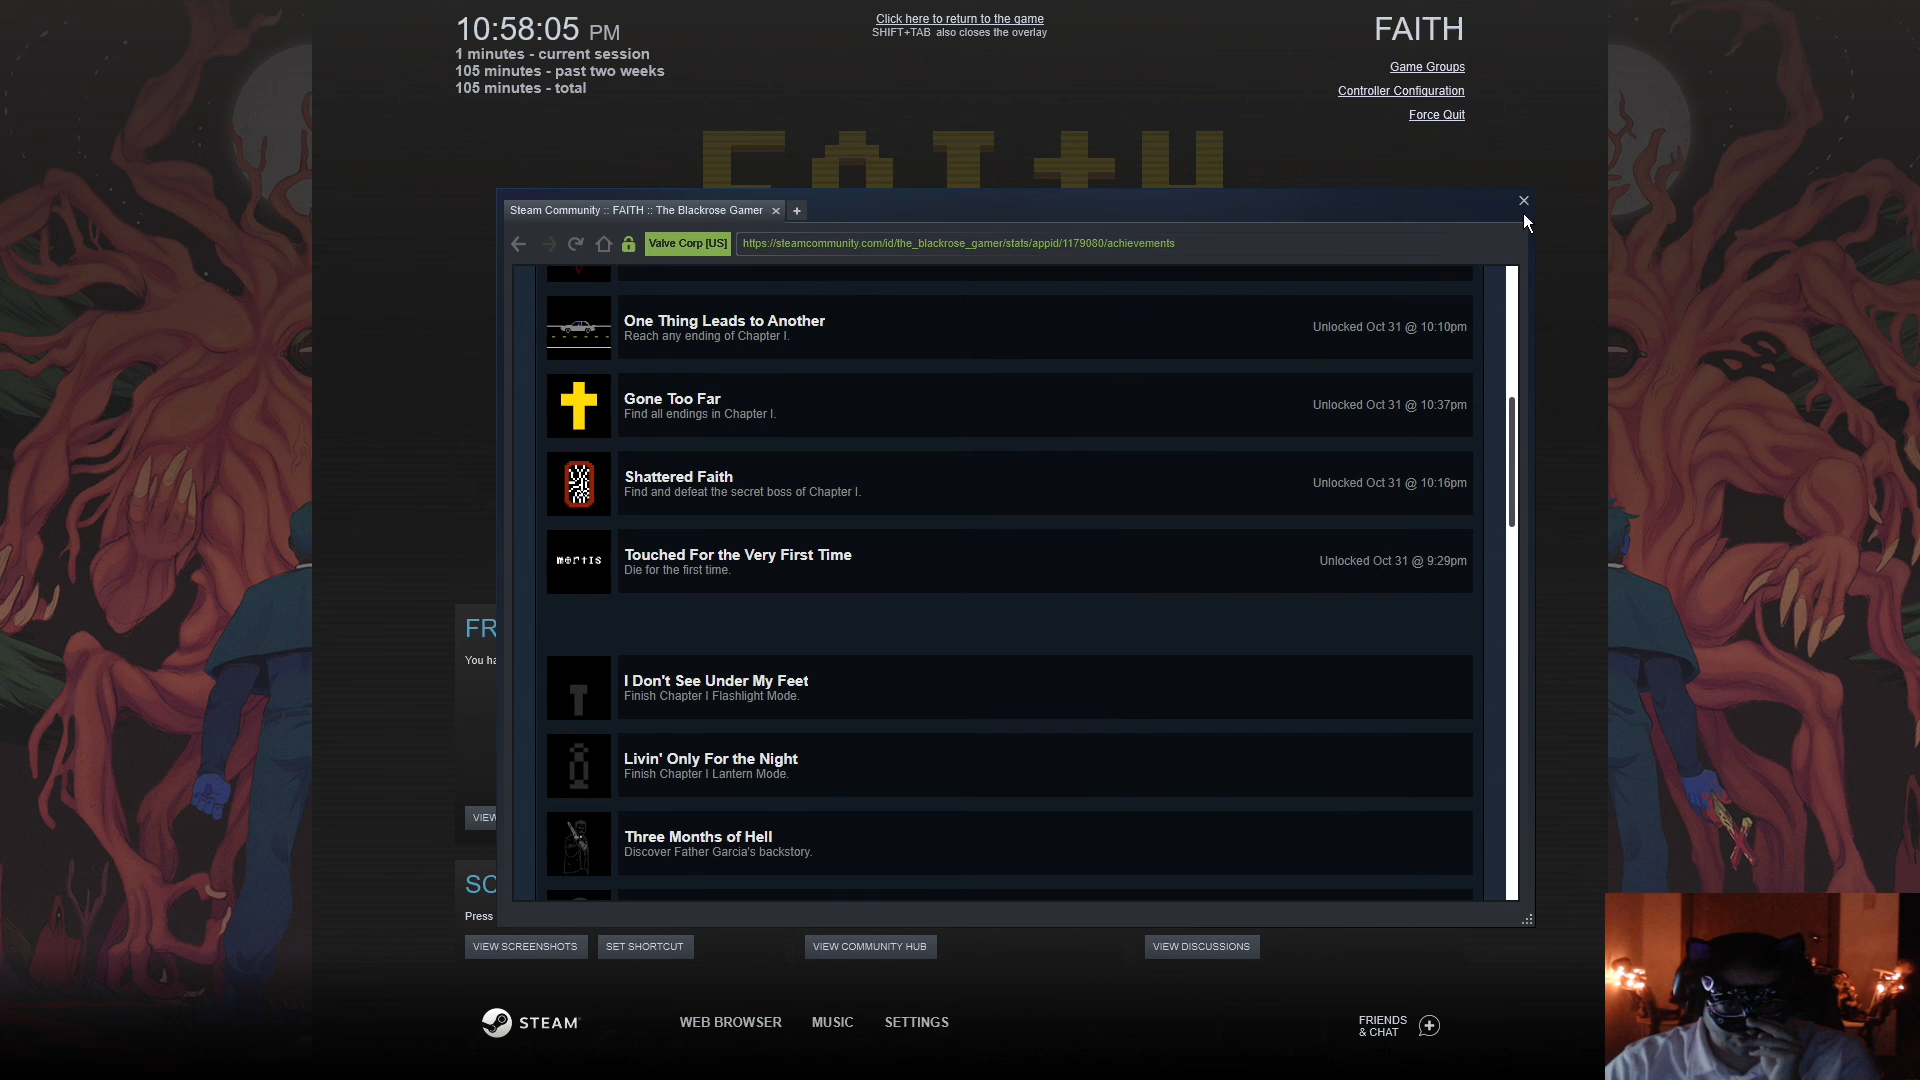 10:58:05 PM
1 minutes - current session
105 minutes - past two weeks
105 minutes - total
Click here to return to the game
SHIFT+TAB also closes the overlay
FAITH
Game Groups
Controller Configuration
Force Quit
FAITH
Steam Community :: FAITH :: The Blackrose Gamer
Valve Corp [US]
https://steamcommunity.com/id/the_blackrose_gamer/stats/appid/1179080/achievements
One Thing Leads to Another
Reach any ending of Chapter I.
Unlocked Oct 31 @ 10:10pm
Gone Too Far
Find all endings in Chapter I.
Unlocked Oct 31 @ 10:37pm
Shattered Faith
Find and defeat the secret boss of Chapter I.
Unlocked Oct 31 @ 10:16pm
mortis
Touched For the Very First Time
Die for the first time.
Unlocked Oct 31 @ 9:29pm
I Don't See Under My Feet
Finish Chapter I Flashlight Mode.
Livin' Only For the Night
Finish Chapter I Lantern Mode.
Three Months of Hell
Discover Father Garcia's backstory.
FR
You ha
VIEW
SC
Press
VIEW SCREENSHOTS
SET SHORTCUT
VIEW COMMUNITY HUB
VIEW DISCUSSIONS
STEAM
WEB BROWSER
MUSIC
SETTINGS
FRIENDS
& CHAT